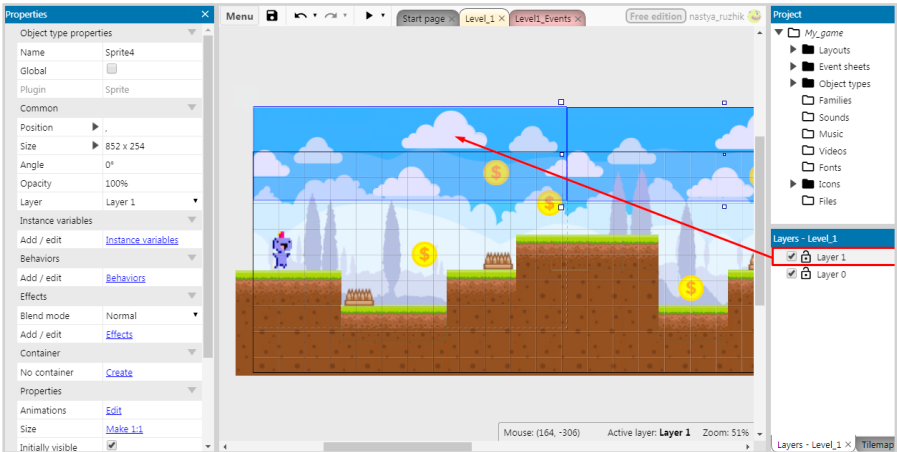 Properties ×
Object type properties
Name Sprite4
Global
Plugin Sprite
Common
Position ,
Size 852 x 254
Angle 0°
Opacity 100%
Layer Layer 1
Instance variables
Add / edit Instance variables
Behaviors
Add / edit Behaviors
Effects
Blend mode Normal
Add / edit Effects
Container
No container Create
Properties
Animations Edit
Size Make 1:1
Initially visible
Menu
Start page ×
Level_1 ×
Level1_Events ×
Free edition nastya_ruzhik
$
$
$
$
Mouse: (164, -306) Active layer: Layer 1 Zoom: 51%
Project
My_game
Layouts
Event sheets
Object types
Families
Sounds
Music
Videos
Fonts
Icons
Files
Layers - Level_1
Layer 1
Layer 0
Layers - Level_1 × Tilemap